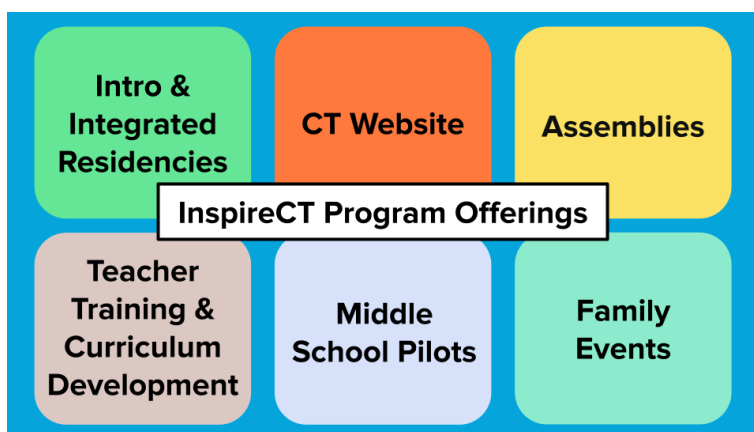 Intro &
Integrated
Residencies
CT Website
Assemblies
InspireCT Program Offerings
Teacher
Training &
Curriculum
Development
Middle
School Pilots
Family
Events